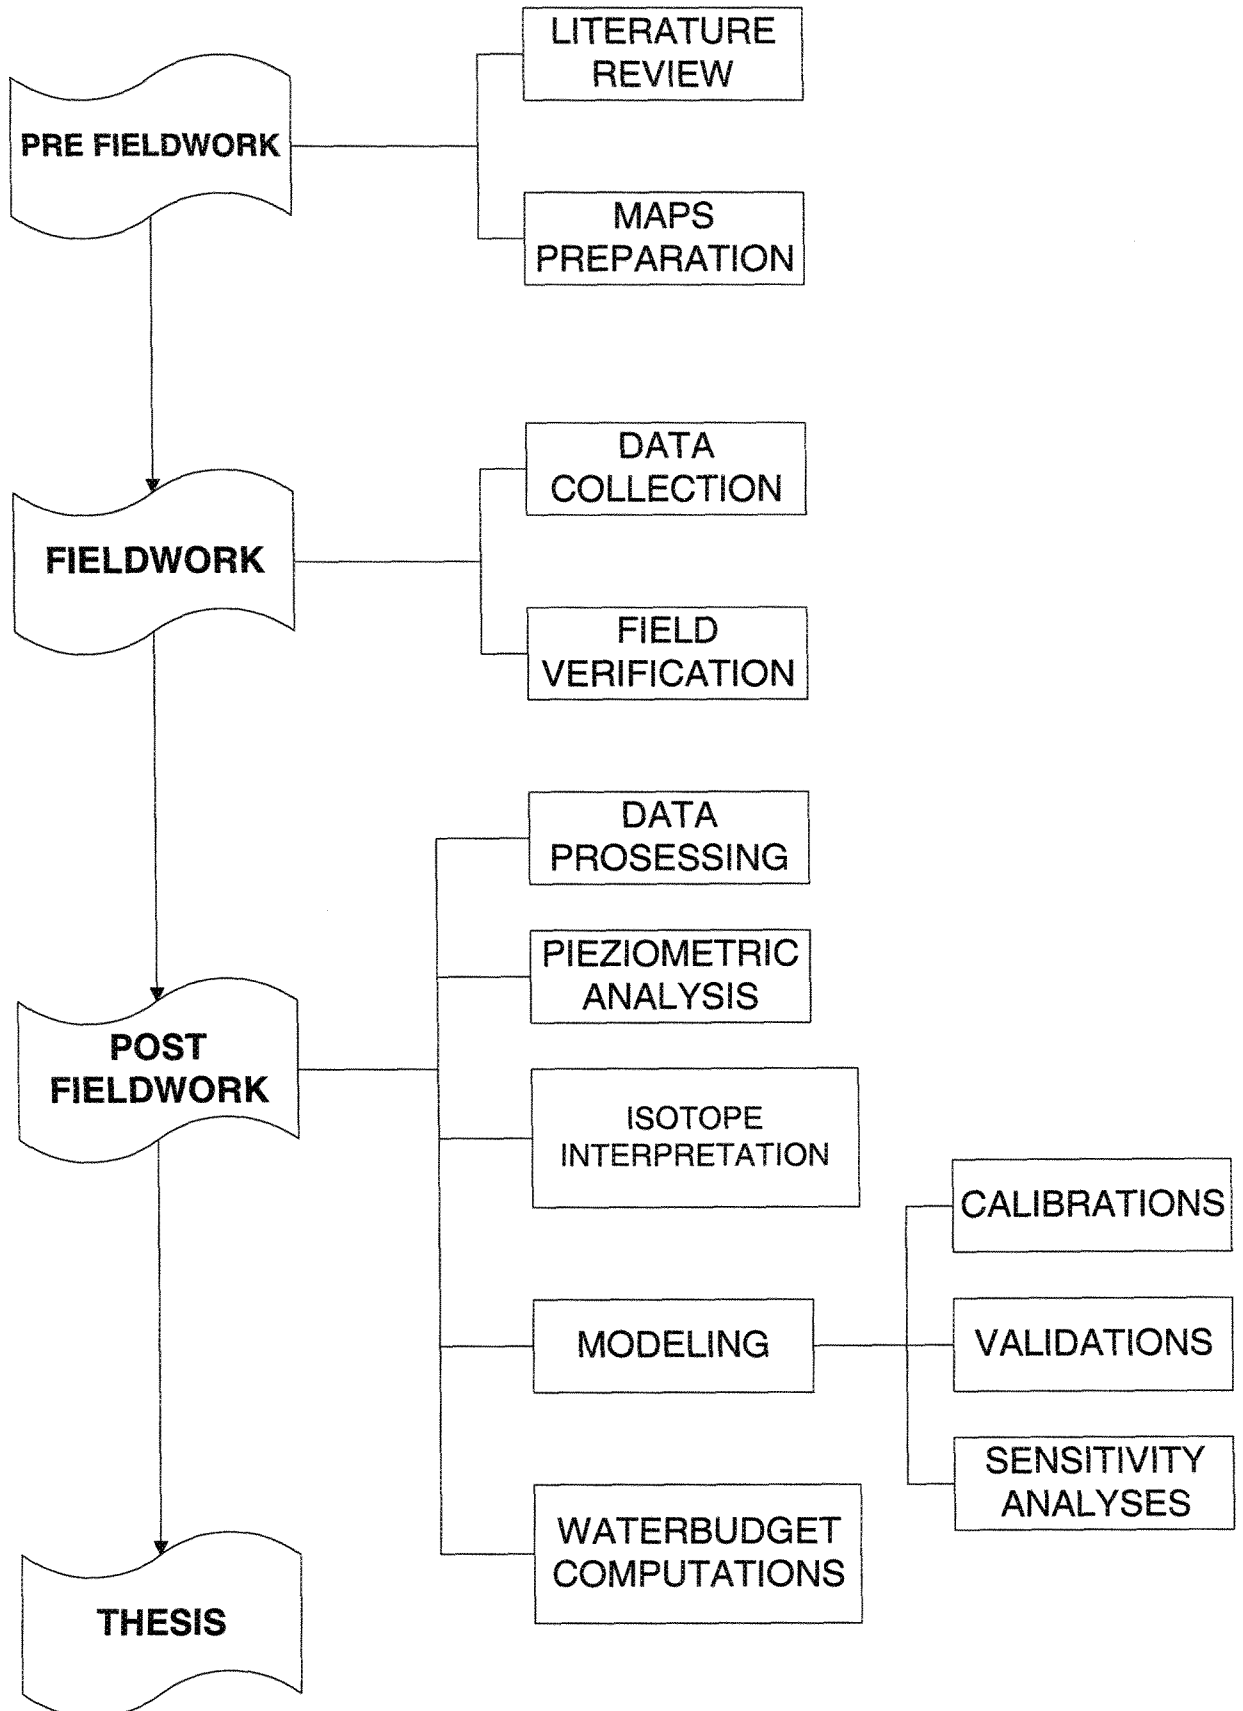 LITERATURE
REVIEW
PRE FIELDWORK
MAPS
PREPARATION
DATA
COLLECTION
FIELDWORK
FIELD
VERIFICATION
DATA
PROSESSING
PIEZIOMETRIC
ANALYSIS
POST
FIELDWORK
ISOTOPE
INTERPRETATION
CALIBRATIONS
MODELING
VALIDATIONS
SENSITIVITY
ANALYSES
WATERBUDGET
COMPUTATIONS
THESIS